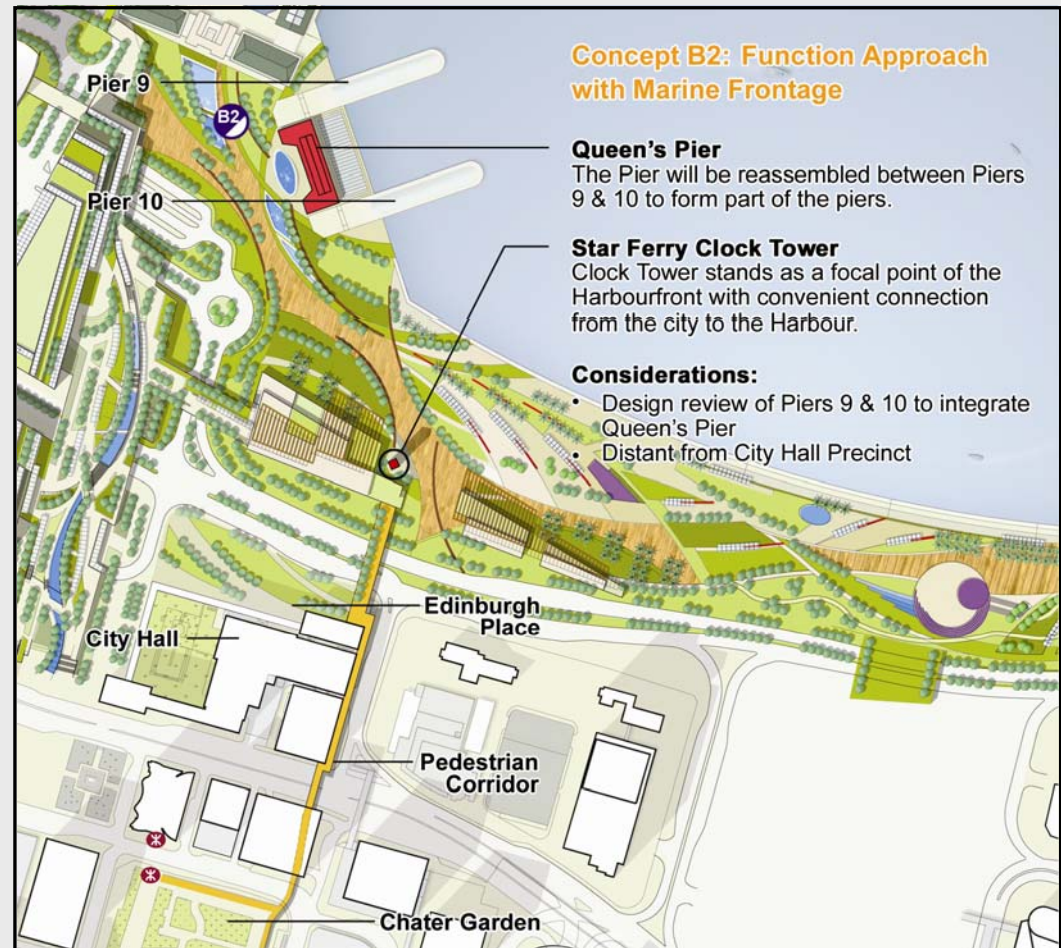 Concept B2: Function Approach
with Marine Frontage
Pier 9
B2
Queen's Pier
The Pier will be reassembled between Piers
9 & 10 to form part of the piers.
Pier 10
Star Ferry Clock Tower
Clock Tower stands as a focal point of the
Harbourfront with convenient connection
from the city to the Harbour.
Considerations:
• Design review of Piers 9 & 10 to integrate
Queen's Pier
• Distant from City Hall Precinct
Edinburgh
Place
City Hall
Pedestrian
Corridor
Chater Garden